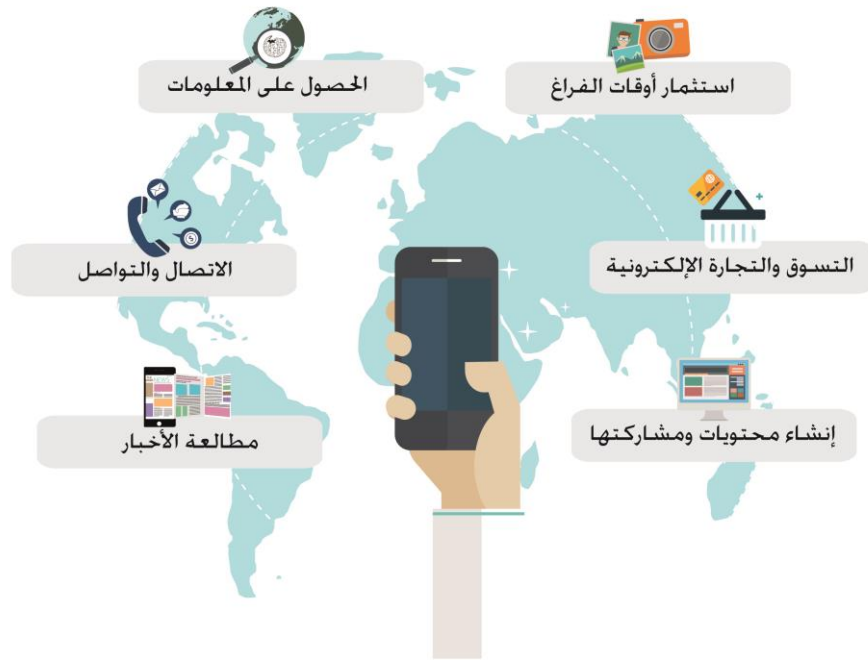 استثمار أوقات الفراغ
الحصول على المعلومات
التسوق والتجارة الإلكترونية
الاتصال والتواصل
إنشاء محتويات ومشاركتها
مطالعة الأخبار